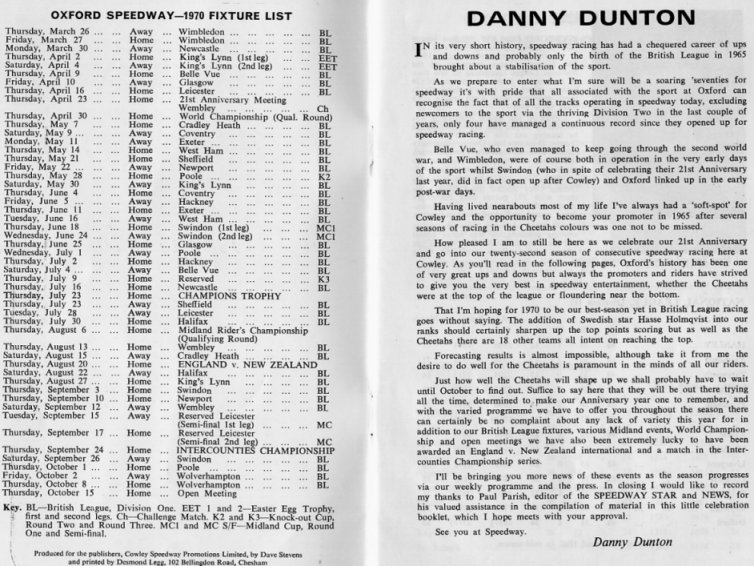 OXFORD SPEEDWAY—1970 FIXTURE LIST
Thursday, March 26 ... ... Away ... Wimbledon ... ... ... ... BL
Friday, March 27 ... ... Home ... Wimbledon ... ... ... ... BL
Monday, March 30 ... ... Away ... Newcastle ... ... ... ... BL
Thursday, April 2 ... ... Home ... King's Lynn (1st leg) ... ... EET
Saturday, April 4 ... ... Away ... King's Lynn (2nd leg) ... ... EET
Thursday, April 9 ... ... Home ... Belle Vue ... ... ... ... BL
Friday, April 10 ... ... Away ... Glasgow ... ... ... ... BL
Thursday, April 16 ... ... Home ... Leicester ... ... ... ... BL
Thursday, April 23 ... ... Home ... 21st Anniversary Meeting
Wembley ... ... ... ... Ch
Thursday, April 30 ... ... Home ... World Championship (Qual. Round)
Thursday, May 7 ... ... Home ... Cradley Heath ... ... ... BL
Saturday, May 9 ... ... Away ... Coventry ... ... ... ... BL
Monday, May 11 ... ... Away ... Exeter ... ... ... ... BL
Thursday, May 14 ... ... Home ... West Ham ... ... ... ... BL
Thursday, May 21 ... ... Home ... Sheffield ... ... ... ... BL
Friday, May 22 ... ... Away ... Newport ... ... ... ... BL
Thursday, May 28 ... ... Home ... Poole ... ... ... ... K2
Saturday, May 30 ... ... Away ... King's Lynn ... ... ... BL
Thursday, June 4 ... ... Home ... Coventry ... ... ... ... BL
Friday, June 5 ... ... Away ... Hackney ... ... ... ... BL
Thursday, June 11 ... ... Home ... Exeter ... ... ... ... BL
Tuesday, June 16 ... ... Away ... West Ham ... ... ... ... BL
Thursday, June 18 ... ... Home ... Swindon (1st leg) ... ... MC1
Wednesday, June 24 ... ... Away ... Swindon (2nd leg) ... ... MC1
Thursday, June 25 ... ... Home ... Glasgow ... ... ... ... BL
Wednesday, July 1 ... ... Away ... Poole ... ... ... ... BL
Thursday, July 2 ... ... Home ... Hackney ... ... ... ... BL
Saturday, July 4 ... ... Away ... Belle Vue ... ... ... ... BL
Thursday, July 9 ... ... Home ... Reserved ... ... ... ... K3
Thursday, July 16 ... ... Home ... Newcastle ... ... ... ... BL
Thursday, July 23 ... ... Home ... CHAMPIONS TROPHY
Thursday, July 23 ... ... Away ... Sheffield ... ... ... ... BL
Tuesday, July 28 ... ... Away ... Leicester ... ... ... ... BL
Thursday, July 30 ... ... Home ... Halifax ... ... ... ... BL
Thursday, August 6 ... ... Home ... Midland Rider's Championship
(Qualifying Round)
Thursday, August 13 ... ... Home ... Wembley ... ... ... ... BL
Saturday, August 15 ... ... Away ... Cradley Heath ... ... ... BL
Thursday, August 20 ... ... Home ... ENGLAND v. NEW ZEALAND
Saturday, August 22 ... ... Away ... Halifax ... ... ... ... BL
Thursday, August 27 ... ... Home ... King's Lynn ... ... ... BL
Thursday, September 3 ... Home ... Swindon ... ... ... ... BL
Thursday, September 10 ... Home ... Newport ... ... ... ... BL
Saturday, September 12 ... Away ... Wembley ... ... ... ... BL
Tuesday, September 15 ... Away ... Reserved Leicester
(Semi-final 1st leg) ... ... MC
Thursday, September 17 ... Home ... Reserved Leicester
(Semi-final 2nd leg) ... ... MC
Thursday, September 24 ... Home ... INTERCOUNTIES CHAMPIONSHIP
Saturday, September 26 ... Away ... Swindon ... ... ... ... BL
Thursday, October 1 ... ... Home ... Poole ... ... ... ... BL
Friday, October 2 ... ... Away ... Wolverhampton ... ... ... BL
Thursday, October 8 ... ... Home ... Wolverhampton ... ... ... BL
Thursday, October 15 ... Home ... Open Meeting
Key. BL—British League, Division One. EET 1 and 2—Easter Egg Trophy,
first and second legs. Ch—Challenge Match. K2 and K3—Knock-out Cup,
Round Two and Round Three. MC1 and MC S/F—Midland Cup, Round
One and Semi-final.
Produced for the publishers, Cowley Speedway Promotions Limited, by Dave Stevens
and printed by Desmond Legg, 102 Bellingdon Road, Chesham
DANNY DUNTON
IN its very short history, speedway racing has had a chequered career of ups
and downs and probably only the birth of the British League in 1965
brought about a stabilisation of the sport.
As we prepare to enter what I'm sure will be a soaring 'seventies for
speedway it's with pride that all associated with the sport at Oxford can
recognise the fact that of all the tracks operating in speedway today, excluding
newcomers to the sport via the thriving Division Two in the last couple of
years, only four have managed a continuous record since they opened up for
speedway racing.
Belle Vue, who even managed to keep going through the second world
war, and Wimbledon, were of course both in operation in the very early days
of the sport whilst Swindon (who in spite of celebrating their 21st Anniversary
last year, did in fact open up after Cowley) and Oxford linked up in the early
post-war days.
Having lived nearabouts most of my life I've always had a 'soft-spot' for
Cowley and the opportunity to become your promoter in 1965 after several
seasons of racing in the Cheetahs colours was one not to be missed.
How pleased I am to still be here as we celebrate our 21st Anniversary
and go into our twenty-second season of consecutive speedway racing here at
Cowley. As you'll read in the following pages, Oxford's history has been one
of very great ups and downs but always the promoters and riders have strived
to give you the very best in speedway entertainment, whether the Cheetahs
were at the top of the league or floundering near the bottom.
That I'm hoping for 1970 to be our best-season yet in British League racing
goes without saying. The addition of Swedish star Hasse Holmqvist into our
ranks should certainly sharpen up the top points scoring but as well as the
Cheetahs there are 18 other teams all intent on reaching the top.
Forecasting results is almost impossible, although take it from me the
desire to do well for the Cheetahs is paramount in the minds of all our riders.
Just how well the Cheetahs will shape up we shall probably have to wait
until October to find out. Suffice to say here that they will be out there trying
all the time, determined to make our Anniversary year one to remember, and
with the varied programme we have to offer you throughout the season there
can certainly be no complaint about any lack of variety this year for in
addition to our British League fixtures, various Midland events, World Champion-
ship and open meetings we have also been extremely lucky to have been
awarded an England v. New Zealand international and a match in the Inter-
counties Championship series.
I'll be bringing you more news of these events as the season progresses
via our weekly programme and the press. In closing I would like to record
my thanks to Paul Parish, editor of the SPEEDWAY STAR and NEWS, for
his valued assistance in the compilation of material in this little celebration
booklet, which I hope meets with your approval.
See you at Speedway.
Danny Dunton